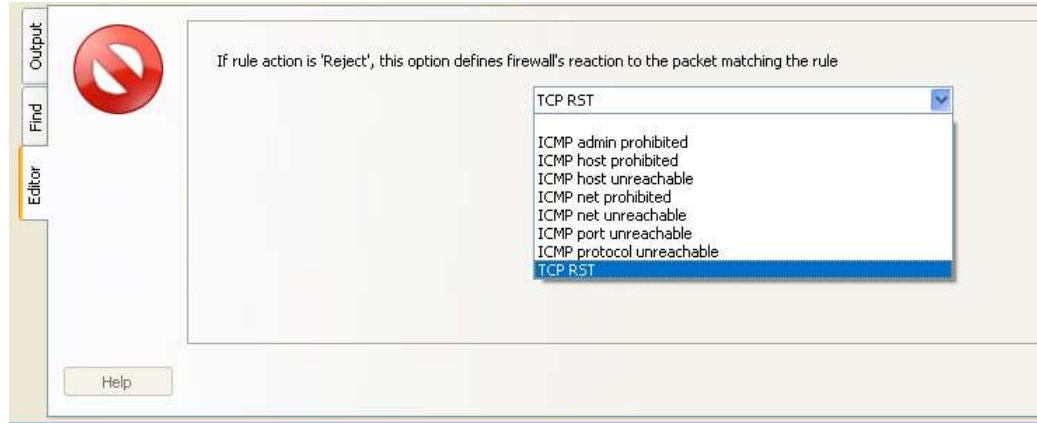 Output
Find
Editor
If rule action is 'Reject', this option defines firewall's reaction to the packet matching the rule
TCP RST
ICMP admin prohibited
ICMP host prohibited
ICMP host unreachable
ICMP net prohibited
ICMP net unreachable
ICMP port unreachable
ICMP protocol unreachable
TCP RST
Help